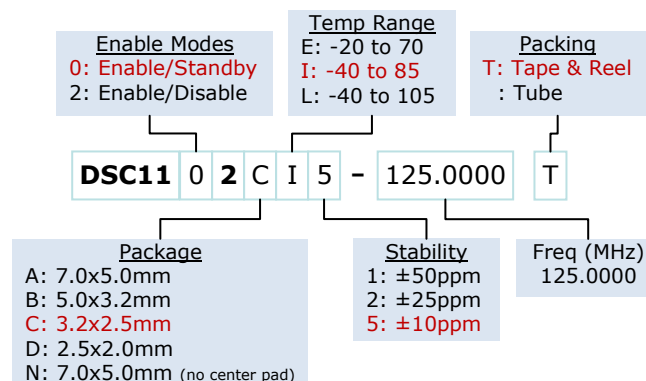 Enable Modes
0: Enable/Standby
2: Enable/Disable
Temp Range
E: -20 to 70
I: -40 to 85
L: -40 to 105
Packing
T: Tape & Reel
: Tube
DSC11 0 2 C I 5 – 125.0000 T
Package
A: 7.0x5.0mm
B: 5.0x3.2mm
C: 3.2x2.5mm
D: 2.5x2.0mm
N: 7.0x5.0mm (no center pad)
Stability
1: ±50ppm
2: ±25ppm
5: ±10ppm
Freq (MHz)
125.0000